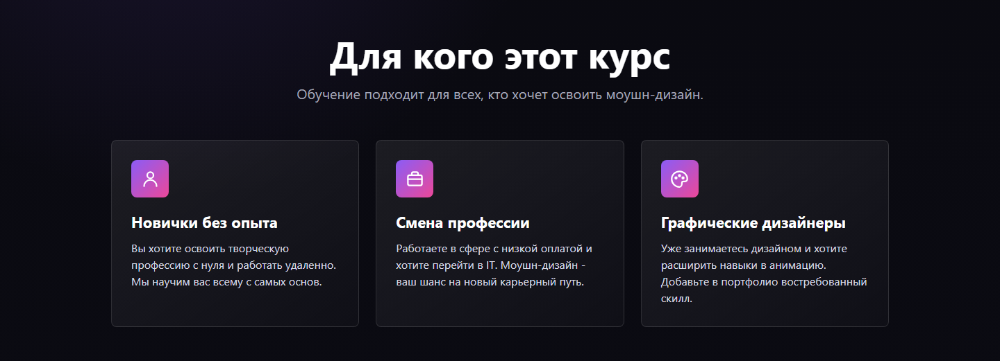 Для кого этот курс
Обучение подходит для всех, кто хочет освоить моушн-дизайн.
Новички без опыта
Вы хотите освоить творческую
профессию с нуля и работать удаленно.
Мы научим вас всему с самых основ.
Смена профессии
Работаете в сфере с низкой оплатой и
хотите перейти в IT. Моушн-дизайн -
ваш шанс на новый карьерный путь.
Графические дизайнеры
Уже занимаетесь дизайном и хотите
расширить навыки в анимацию.
Добавьте в портфолио востребованный
скилл.